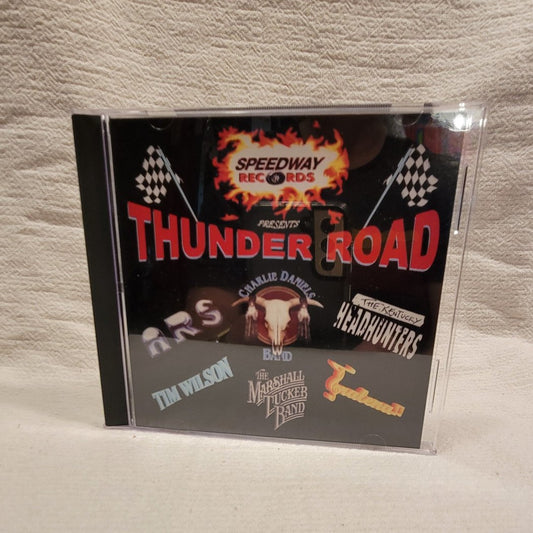 SPEEDWAY
RECORDS
PRESENTS
THUNDER ROAD
CHARLIE DANIELS
BAND
ARS
THE KENTUCKY
HEADHUNTERS
TIM WILSON
THE
MARSHALL
TUCKER
BAND